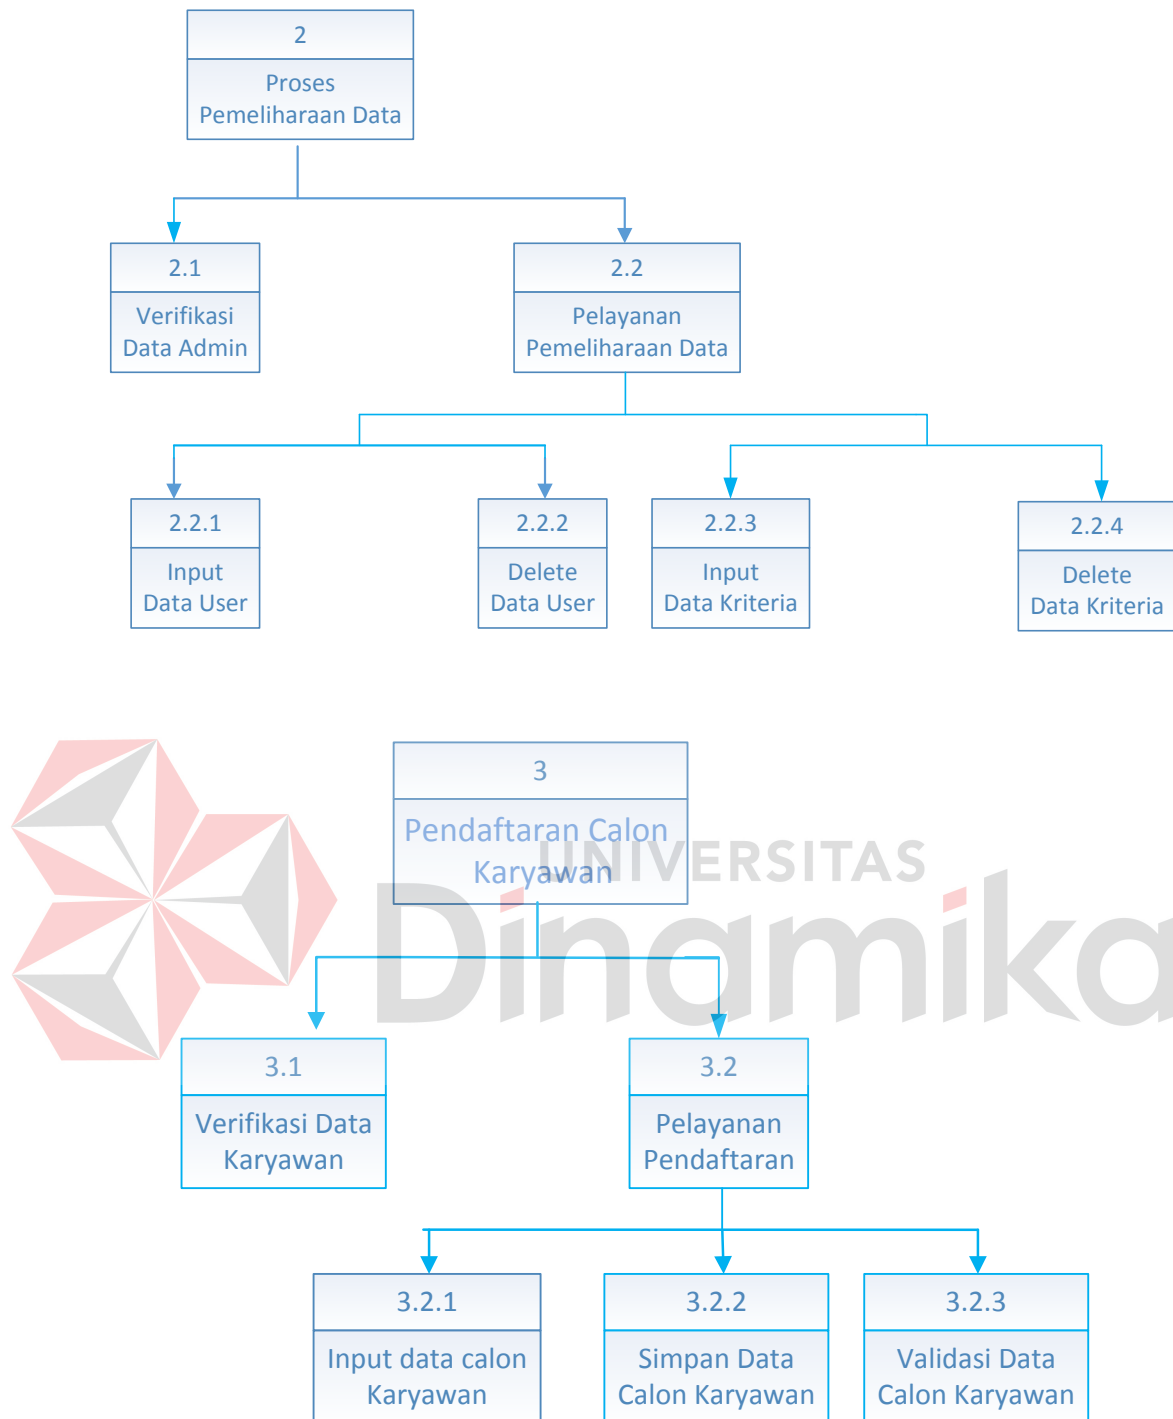 2
Proses
Pemeliharaan Data
2.1
Verifikasi
Data Admin
2.2
Pelayanan
Pemeliharaan Data
2.2.1
Input
Data User
2.2.2
Delete
Data User
2.2.3
Input
Data Kriteria
2.2.4
Delete
Data Kriteria
3
Pendaftaran Calon
Karyawan
UNIVERSITAS
Dinamika
3.1
Verifikasi Data
Karyawan
3.2
Pelayanan
Pendaftaran
3.2.1
Input data calon
Karyawan
3.2.2
Simpan Data
Calon Karyawan
3.2.3
Validasi Data
Calon Karyawan